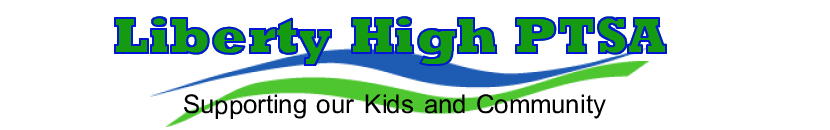 Liberty High PTSA
Supporting our Kids and Community